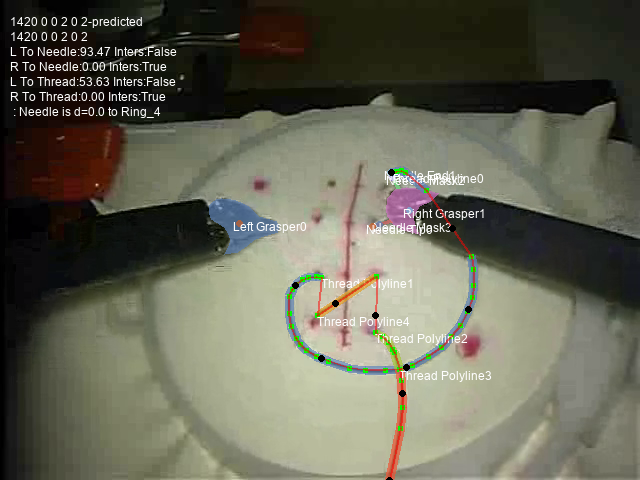 1420 0 0 2 0 2-predicted
1420 0 0 2 0 2
L To Needle:93.47 Inters:False
R To Needle:0.00 Inters:True
L To Thread:53.63 Inters:False
R To Thread:0.00 Inters:True
: Needle is d=0.0 to Ring_4
Right Grasper1
Left Grasper0
Thread Polyline1
Thread Polyline4
Thread Polyline2
Thread Polyline3